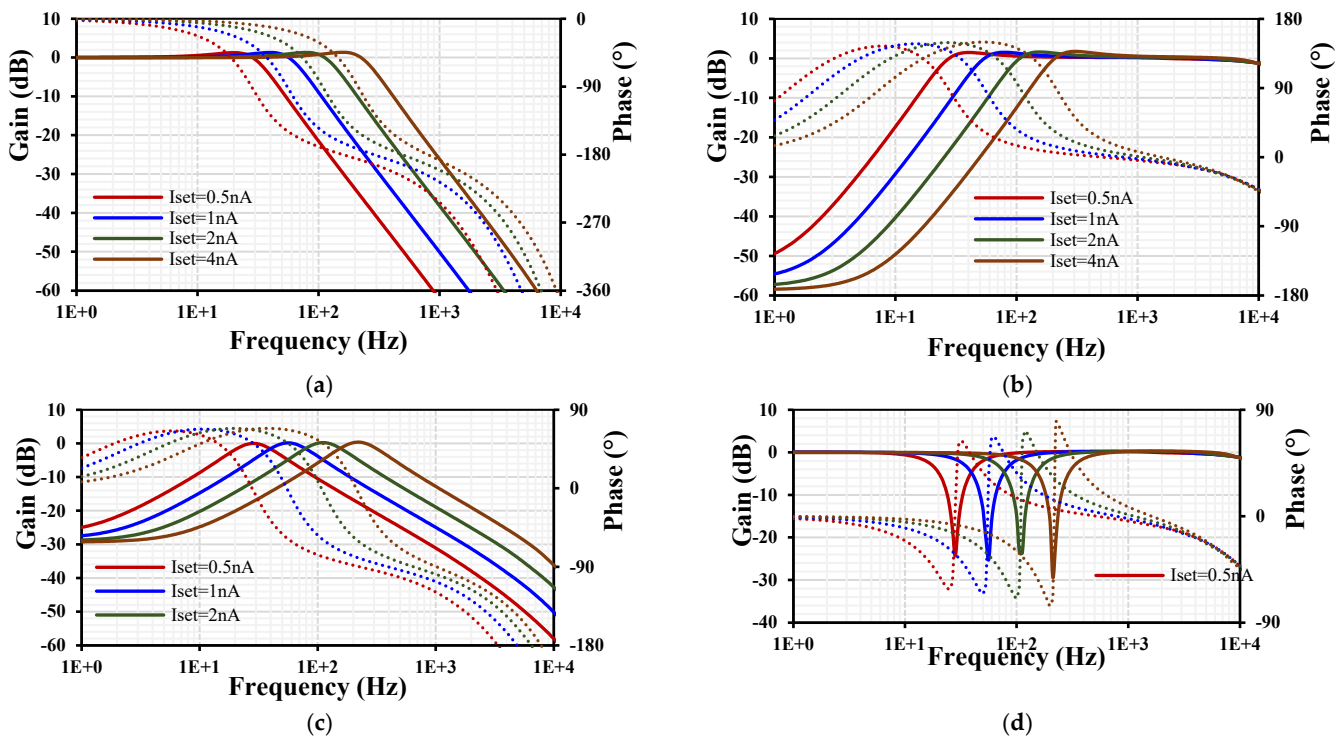 10
0
-10
-20
-30
-40
-50
-60
Gain (dB)
0
-90
-180
-270
-360
Phase (°)
Iset=0.5nA
Iset=1nA
Iset=2nA
Iset=4nA
1E+0 1E+1 1E+2 1E+3 1E+4
Frequency (Hz)
(a)
10
0
-10
-20
-30
-40
-50
-60
Gain (dB)
180
90
0
-90
-180
Phase (°)
Iset=0.5nA
Iset=1nA
Iset=2nA
Iset=4nA
1E+0 1E+1 1E+2 1E+3 1E+4
Frequency (Hz)
(b)
10
0
-10
-20
-30
-40
-50
-60
Gain (dB)
90
0
-90
-180
Phase (°)
Iset=0.5nA
Iset=1nA
Iset=2nA
1E+0 1E+1 1E+2 1E+3 1E+4
Frequency (Hz)
(c)
10
0
-10
-20
-30
-40
Gain (dB)
90
0
-90
Phase (°)
Iset=0.5nA
1E+0 1E+1 1E+2 1E+3 1E+4
Frequency (Hz)
(d)